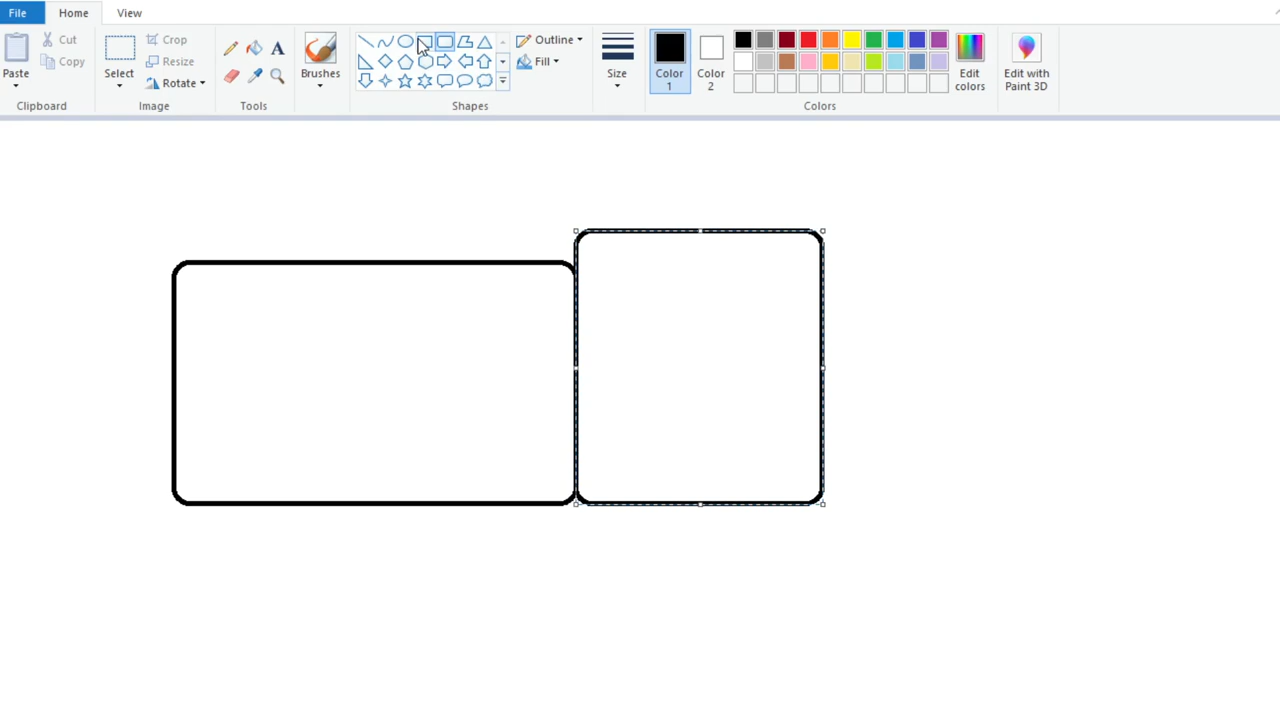 File Home View
Cut
Copy
Paste
Clipboard
Select
Crop
Resize
Rotate
Image
Tools
Brushes
Shapes
Outline
Fill
Size
Color 1
Color 2
Edit colors
Colors
Edit with Paint 3D